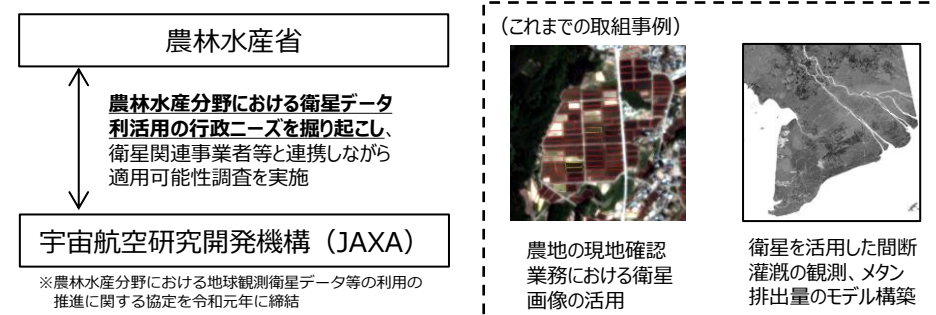 農林水産省
農林水産分野における衛星データ
利活用の行政ニーズを掘り起こし、
衛星関連事業者等と連携しながら
適用可能性調査を実施
宇宙航空研究開発機構（JAXA）
※農林水産分野における地球観測衛星データ等の利用の
推進に関する協定を令和元年に締結
（これまでの取組事例）
農地の現地確認
業務における衛星
画像の活用
衛星を活用した間断
灌漑の観測、メタン
排出量のモデル構築